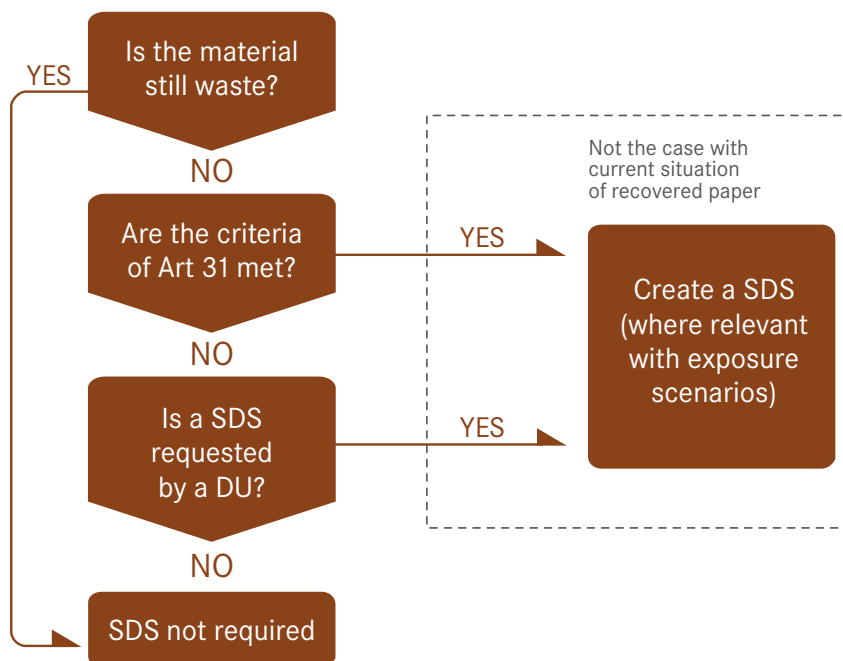 Is the material
still waste?
YES
NO
Not the case with
current situation
of recovered paper
Are the criteria
of Art 31 met?
YES
Create a SDS
(where relevant
with exposure
scenarios)
NO
Is a SDS
requested
by a DU?
YES
NO
SDS not required